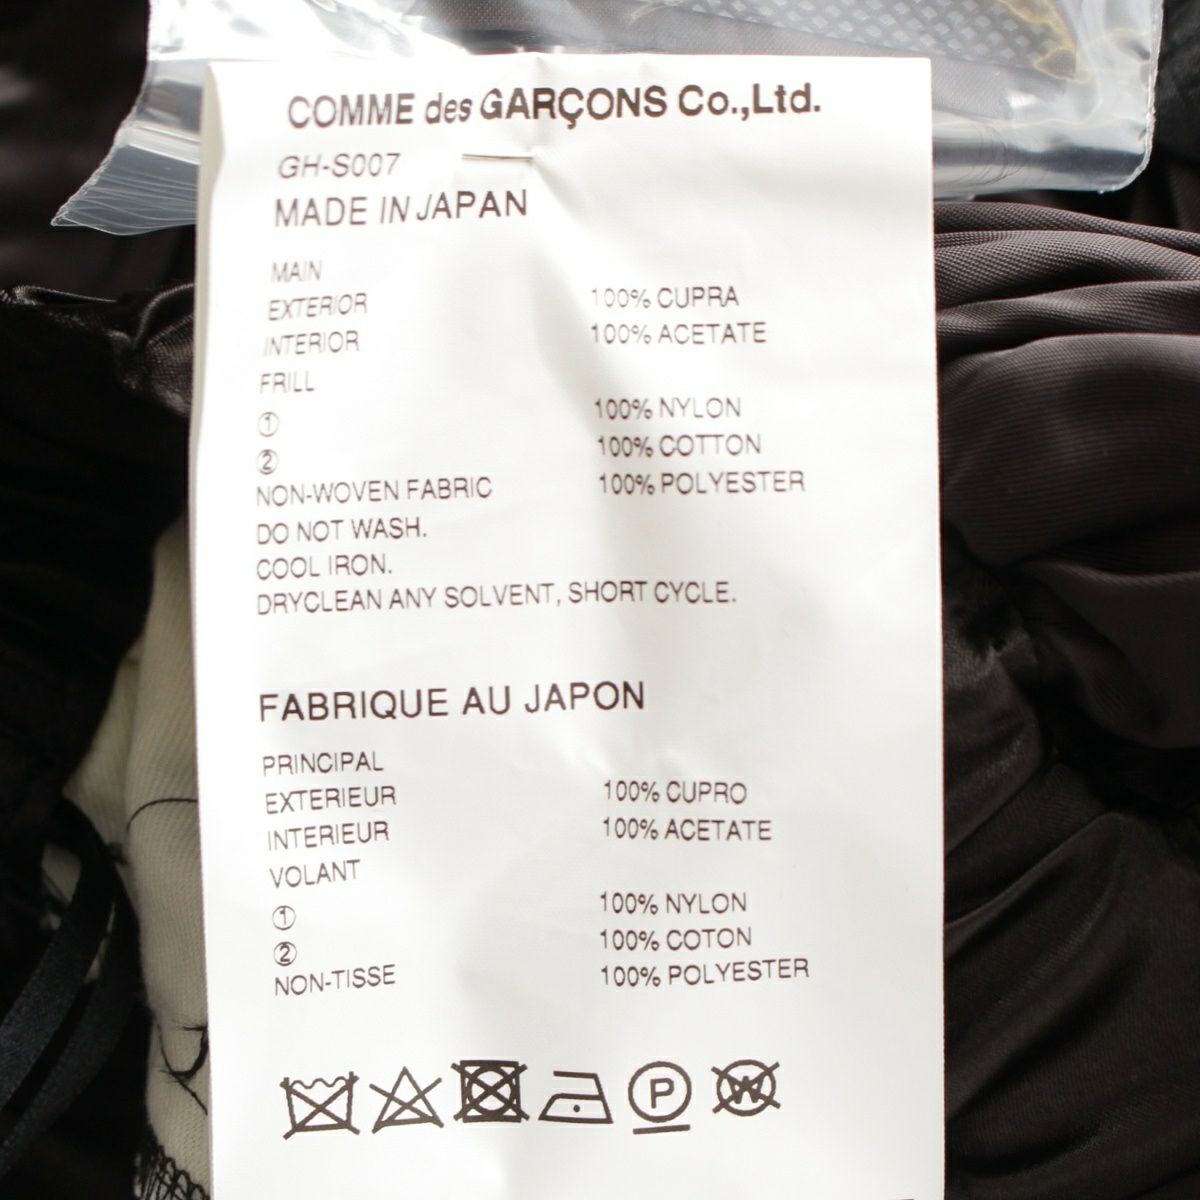 COMME des GARÇONS Co.,Ltd.
GH-S007
MADE IN JAPAN
MAIN
EXTERIOR 100% CUPRA
INTERIOR 100% ACETATE
FRILL
① 100% NYLON
② 100% COTTON
NON-WOVEN FABRIC 100% POLYESTER
DO NOT WASH.
COOL IRON.
DRYCLEAN ANY SOLVENT, SHORT CYCLE.
FABRIQUE AU JAPON
PRINCIPAL
EXTERIEUR 100% CUPRO
INTERIEUR 100% ACETATE
VOLANT
① 100% NYLON
② 100% COTON
NON-TISSE 100% POLYESTER
P W